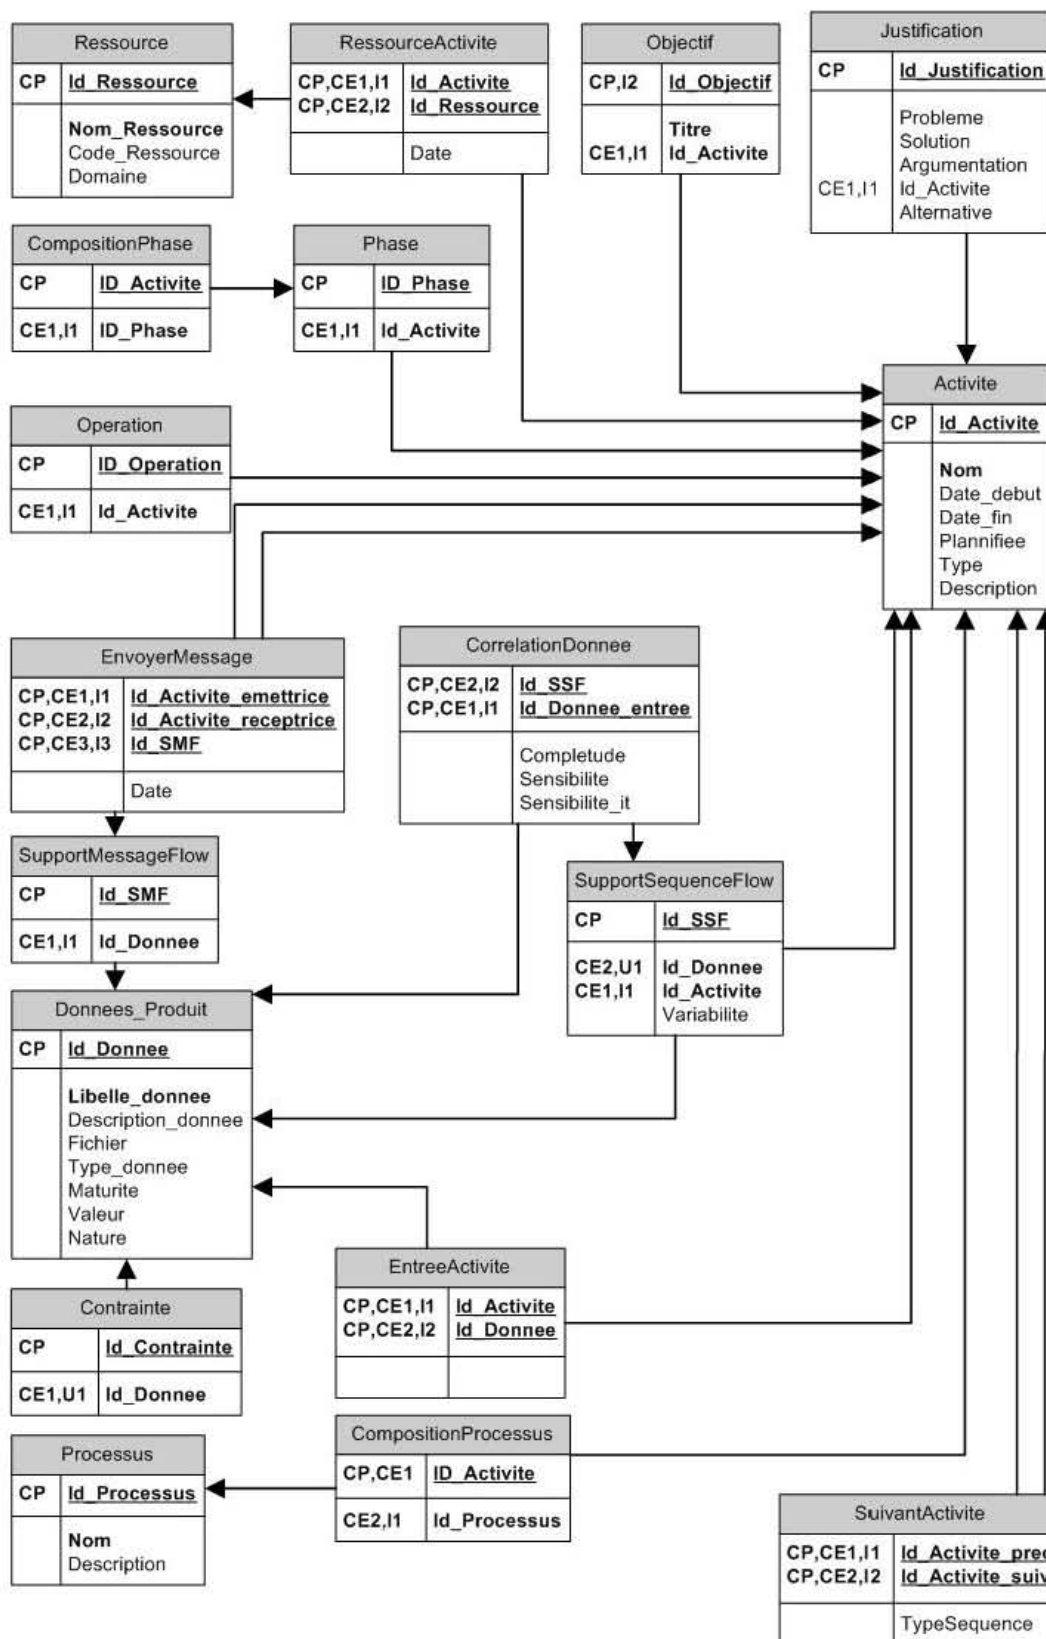 Ressource
CP Id_Ressource
Nom_Ressource
Code_Ressource
Domaine
RessourceActivite
CP,CE1,I1 Id_Activite
CP,CE2,I2 Id_Ressource
Date
Objectif
CP,I2 Id_Objectif
Titre
CE1,I1 Id_Activite
Justification
CP Id_Justification
Probleme
Solution
Argumentation
CE1,I1 Id_Activite
Alternative
CompositionPhase
CP ID_Activite
CE1,I1 ID_Phase
Phase
CP ID_Phase
CE1,I1 Id_Activite
Activite
CP Id_Activite
Nom
Date_debut
Date_fin
Plannifiee
Type
Description
Operation
CP ID_Operation
CE1,I1 Id_Activite
EnvoyerMessage
CP,CE1,I1 Id_Activite_emettrice
CP,CE2,I2 Id_Activite_receptrice
CP,CE3,I3 Id_SMF
Date
CorrelationDonnee
CP,CE2,I2 Id_SSF
CP,CE1,I1 Id_Donnee_entree
Completude
Sensibilite
Sensibilite_it
SupportMessageFlow
CP Id_SMF
CE1,I1 Id_Donnee
SupportSequenceFlow
CP Id_SSF
CE2,U1 Id_Donnee
CE1,I1 Id_Activite
Variabilite
Donnees_Produit
CP Id_Donnee
Libelle_donnee
Description_donnee
Fichier
Type_donnee
Maturite
Valeur
Nature
EntreeActivite
CP,CE1,I1 Id_Activite
CP,CE2,I2 Id_Donnee
Contrainte
CP Id_Contrainte
CE1,U1 Id_Donnee
CompositionProcessus
CP,CE1 ID_Activite
CE2,I1 Id_Processus
Processus
CP Id_Processus
Nom
Description
SuivantActivite
CP,CE1,I1 Id_Activite_prec
CP,CE2,I2 Id_Activite_suiv
TypeSequence